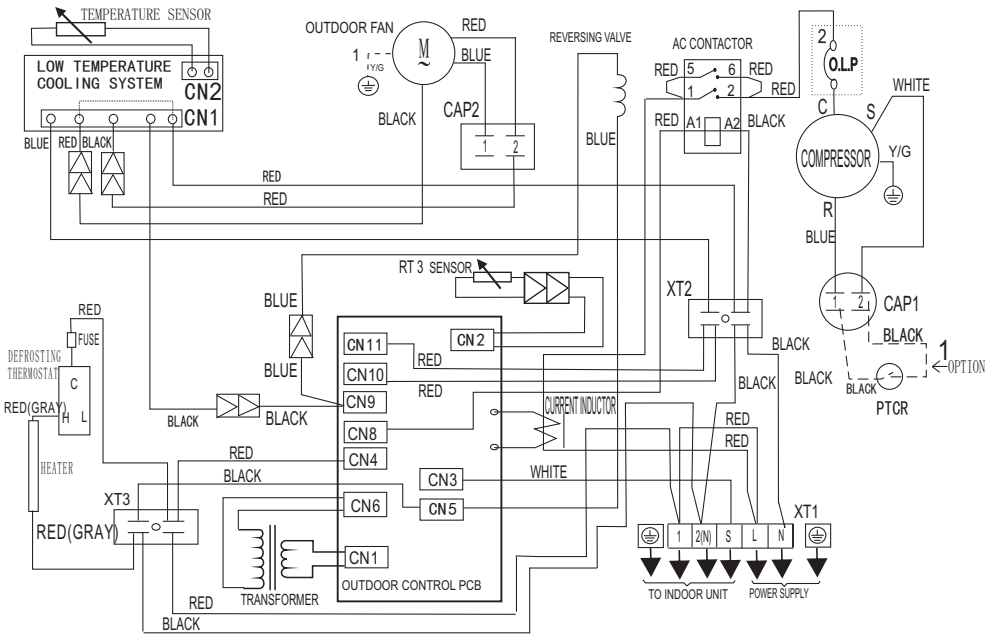 TEMPERATURE SENSOR
LOW TEMPERATURE
COOLING SYSTEM
CN2
CN1
BLUE
RED
BLACK
OUTDOOR FAN
M
1
Y/G
RED
BLUE
BLACK
CAP2
1
2
REVERSING VALVE
BLUE
AC CONTACTOR
RED
5
6
RED
1
2
RED
RED
A1
A2
BLACK
2
O.L.P
C
S
WHITE
COMPRESSOR
Y/G
R
BLUE
1
2
CAP1
BLACK
1
OPTION
BLACK
BLACK
PTCR
RED
RED
RT3 SENSOR
XT2
BLACK
BLUE
BLUE
RED
FUSE
DEFROSTING
THERMOSTAT
C
H
L
RED(GRAY)
HEATER
BLACK
BLACK
CN11
CN10
CN9
CN8
CN4
CN6
CN1
CN2
CN3
CN5
RED
RED
CURRENT INDUCTOR
RED
RED
RED
BLACK
WHITE
XT3
RED(GRAY)
TRANSFORMER
OUTDOOR CONTROL PCB
RED
BLACK
XT1
1
2(N)
S
L
N
TO INDOOR UNIT
POWER SUPPLY